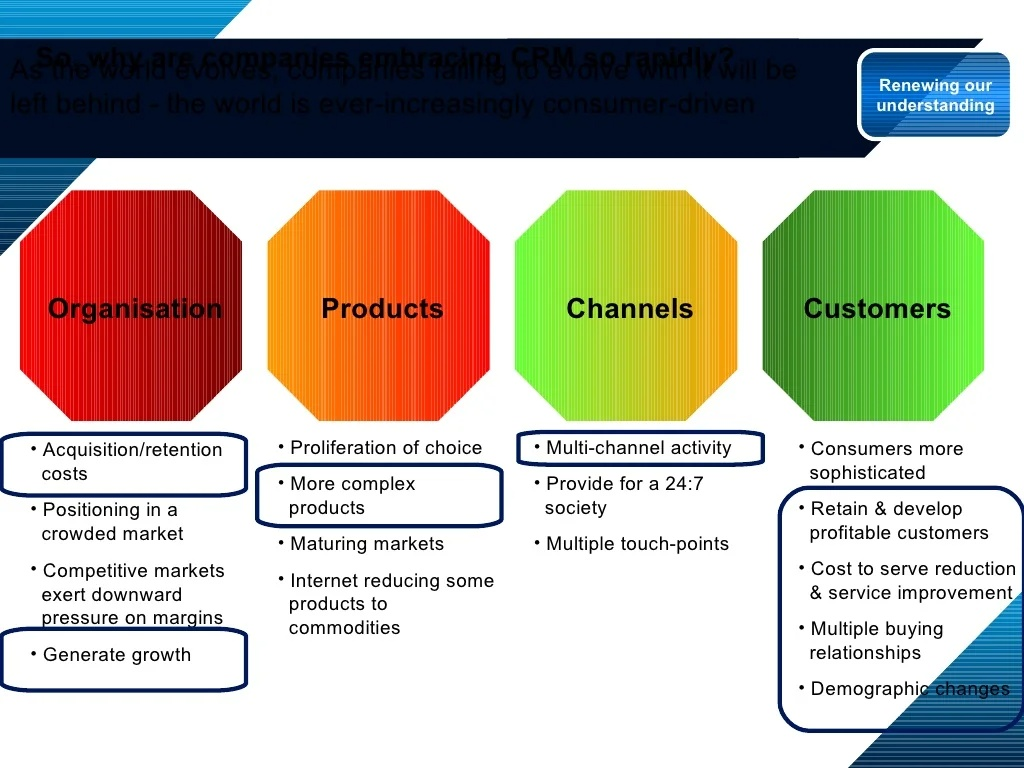 So, why are companies embracing CRM so rapidly?
As the world evolves, companies failing to evolve with it will be
left behind - the world is ever-increasingly consumer-driven
Renewing our
understanding
Organisation
Products
Channels
Customers
• Acquisition/retention
costs
• Positioning in a
crowded market
• Competitive markets
exert downward
pressure on margins
• Generate growth
• Proliferation of choice
• More complex
products
• Maturing markets
• Internet reducing some
products to
commodities
• Multi-channel activity
• Provide for a 24:7
society
• Multiple touch-points
• Consumers more
sophisticated
• Retain & develop
profitable customers
• Cost to serve reduction
& service improvement
• Multiple buying
relationships
• Demographic changes